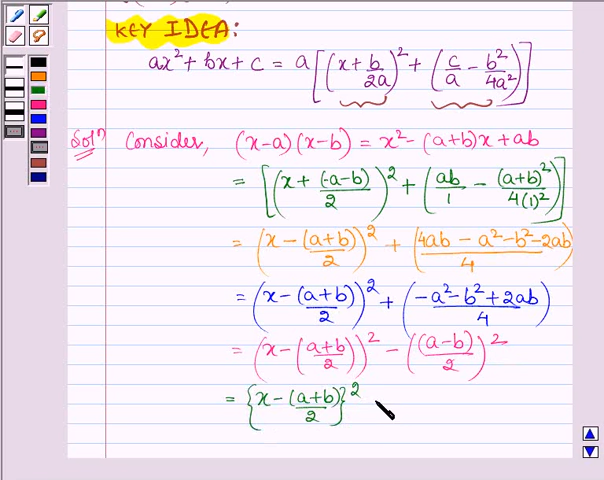 KEY IDEA:
ax² + bx + c = a[(x + b/2a)² + (c/a - b²/4a²)]
Solⁿ Consider, (x-a)(x-b) = x² - (a+b)x + ab
= [(x + (-a-b)/2)² + (ab/1 - (a+b)²/4(1)²)]
= (x - (a+b)/2)² + (4ab - a² - b² - 2ab/4)
= (x - (a+b)/2)² + (-a² - b² + 2ab/4)
= (x - (a+b/2))² - ((a-b)/2)²
= {x - (a+b)/2}²